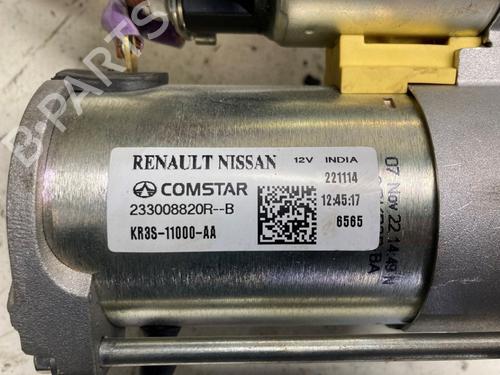 B-PARTS
RENAULT NISSAN 12V INDIA
COMSTAR 221114
233008820R--B 12:45:17
KR3S-11000-AA 6565
07 Nov 22 14:49 N